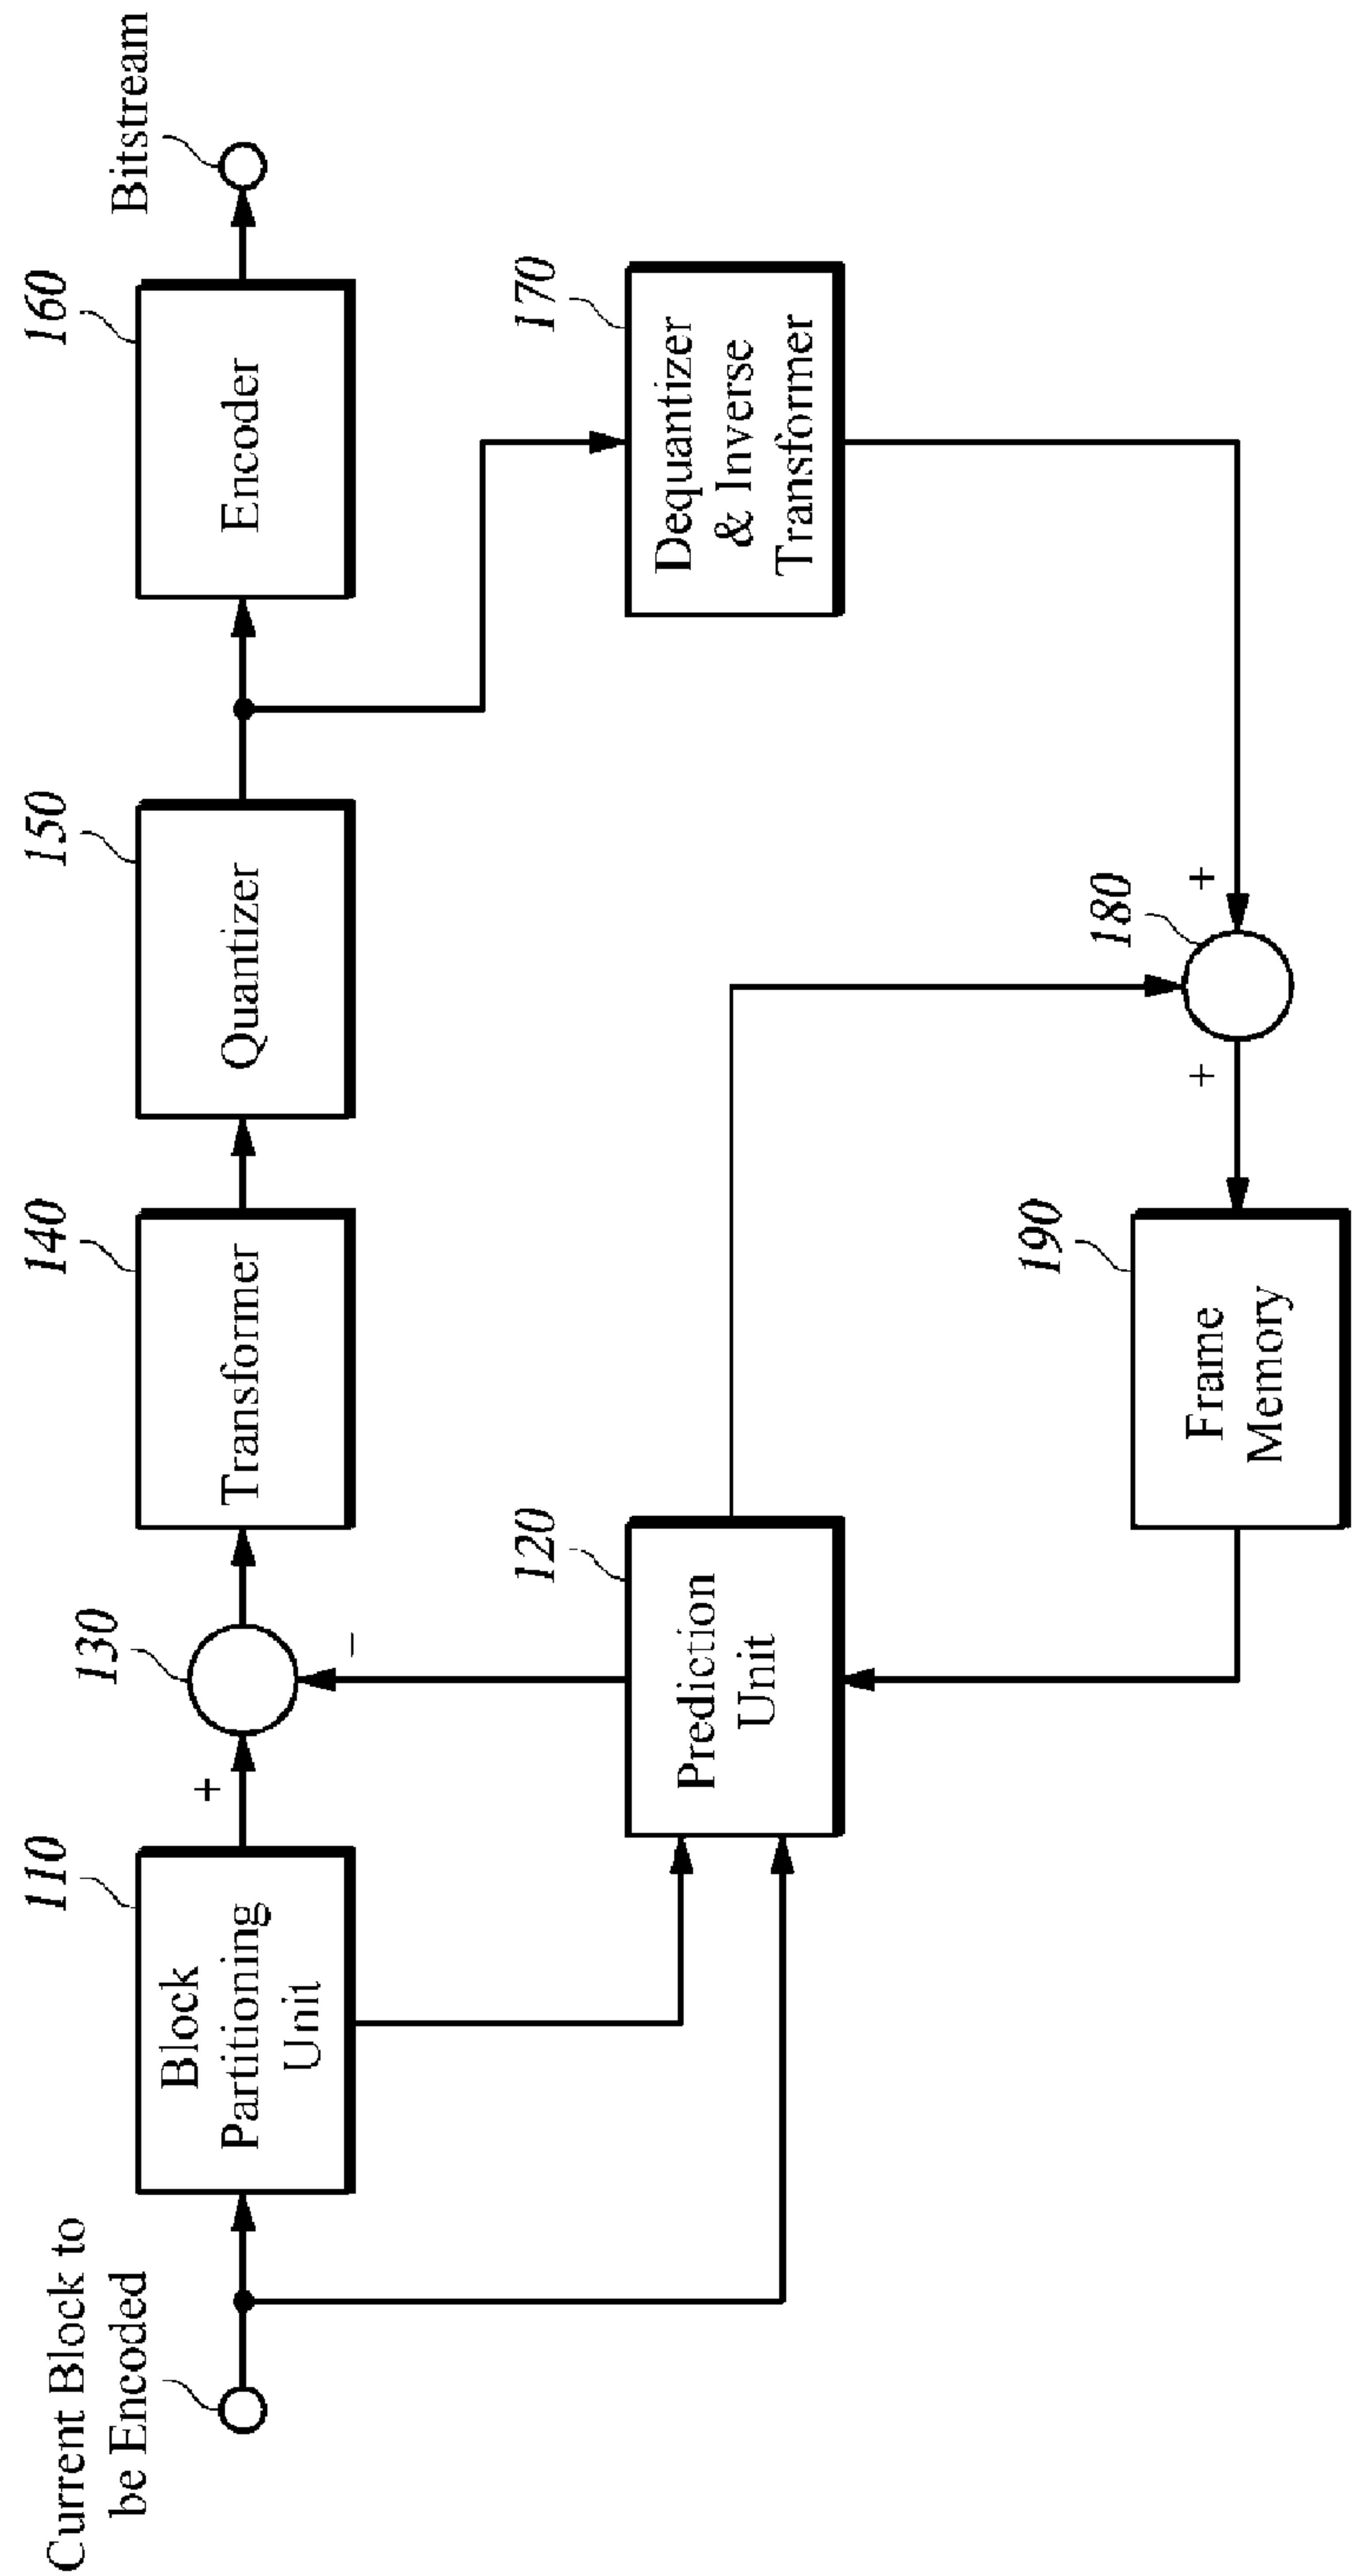 Current Block to
be Encoded
110
Block
Partitioning
Unit
+
130
−
140
Transformer
150
Quantizer
160
Encoder
Bitstream
120
Prediction
Unit
170
Dequantizer
& Inverse
Transformer
180
+
+
190
Frame
Memory